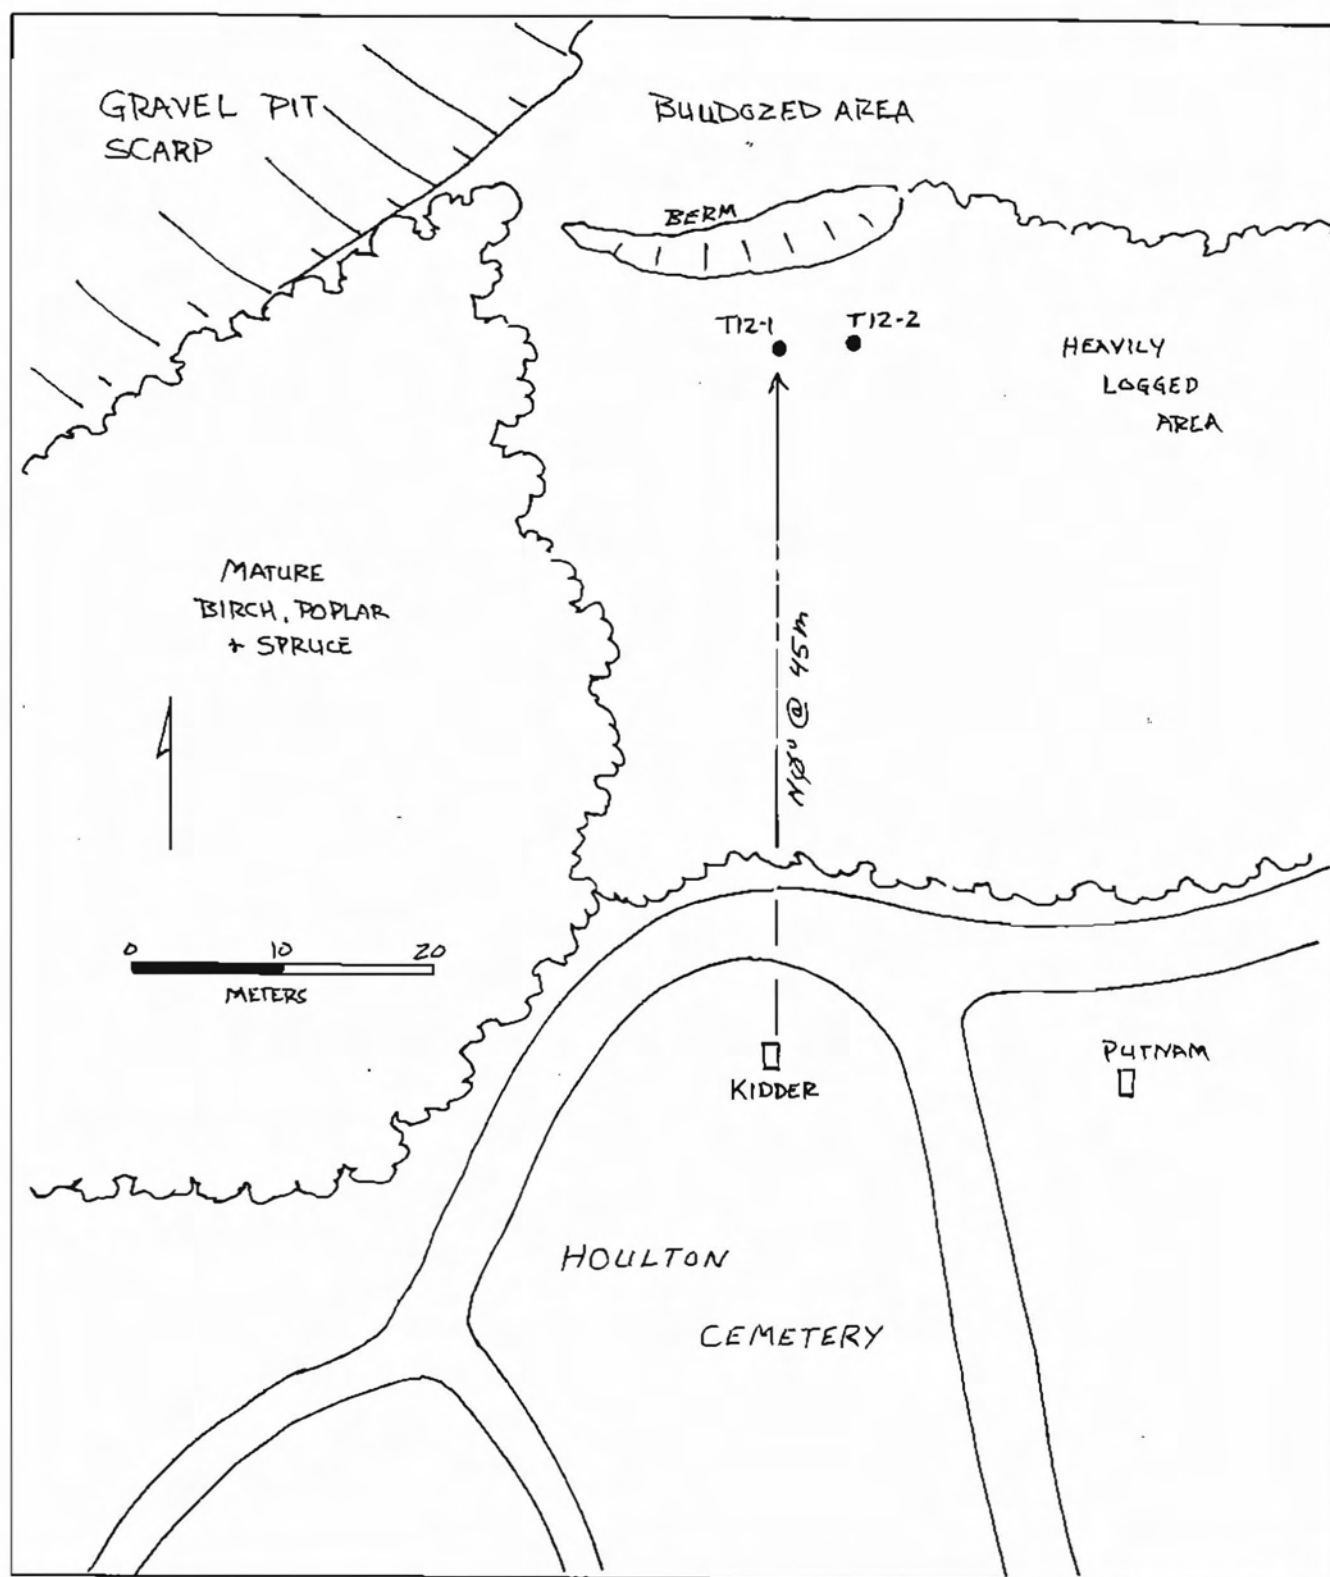 GRAVEL PIT
SCARP
BULLDOZED AREA
BERM
T12-1
T12-2
HEAVILY
LOGGED
AREA
MATURE
BIRCH, POPLAR
+ SPRUCE
NØ° @ 45m
0 10 20
METERS
KIDDER
PUTNAM
HOULTON
CEMETERY